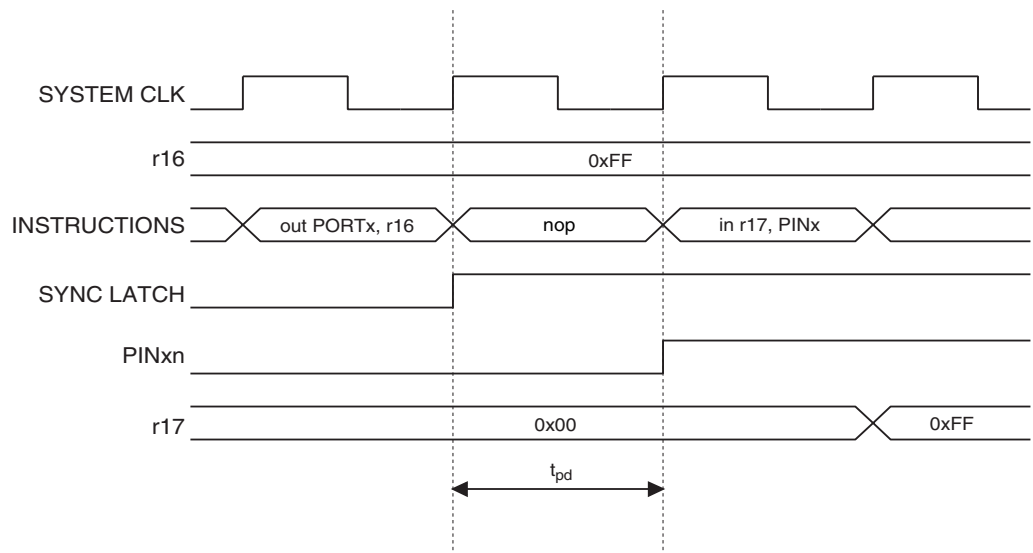 SYSTEM CLK
r16
0xFF
INSTRUCTIONS
out PORTx, r16
nop
in r17, PINx
SYNC LATCH
PINxn
r17
0x00
0xFF
tpd